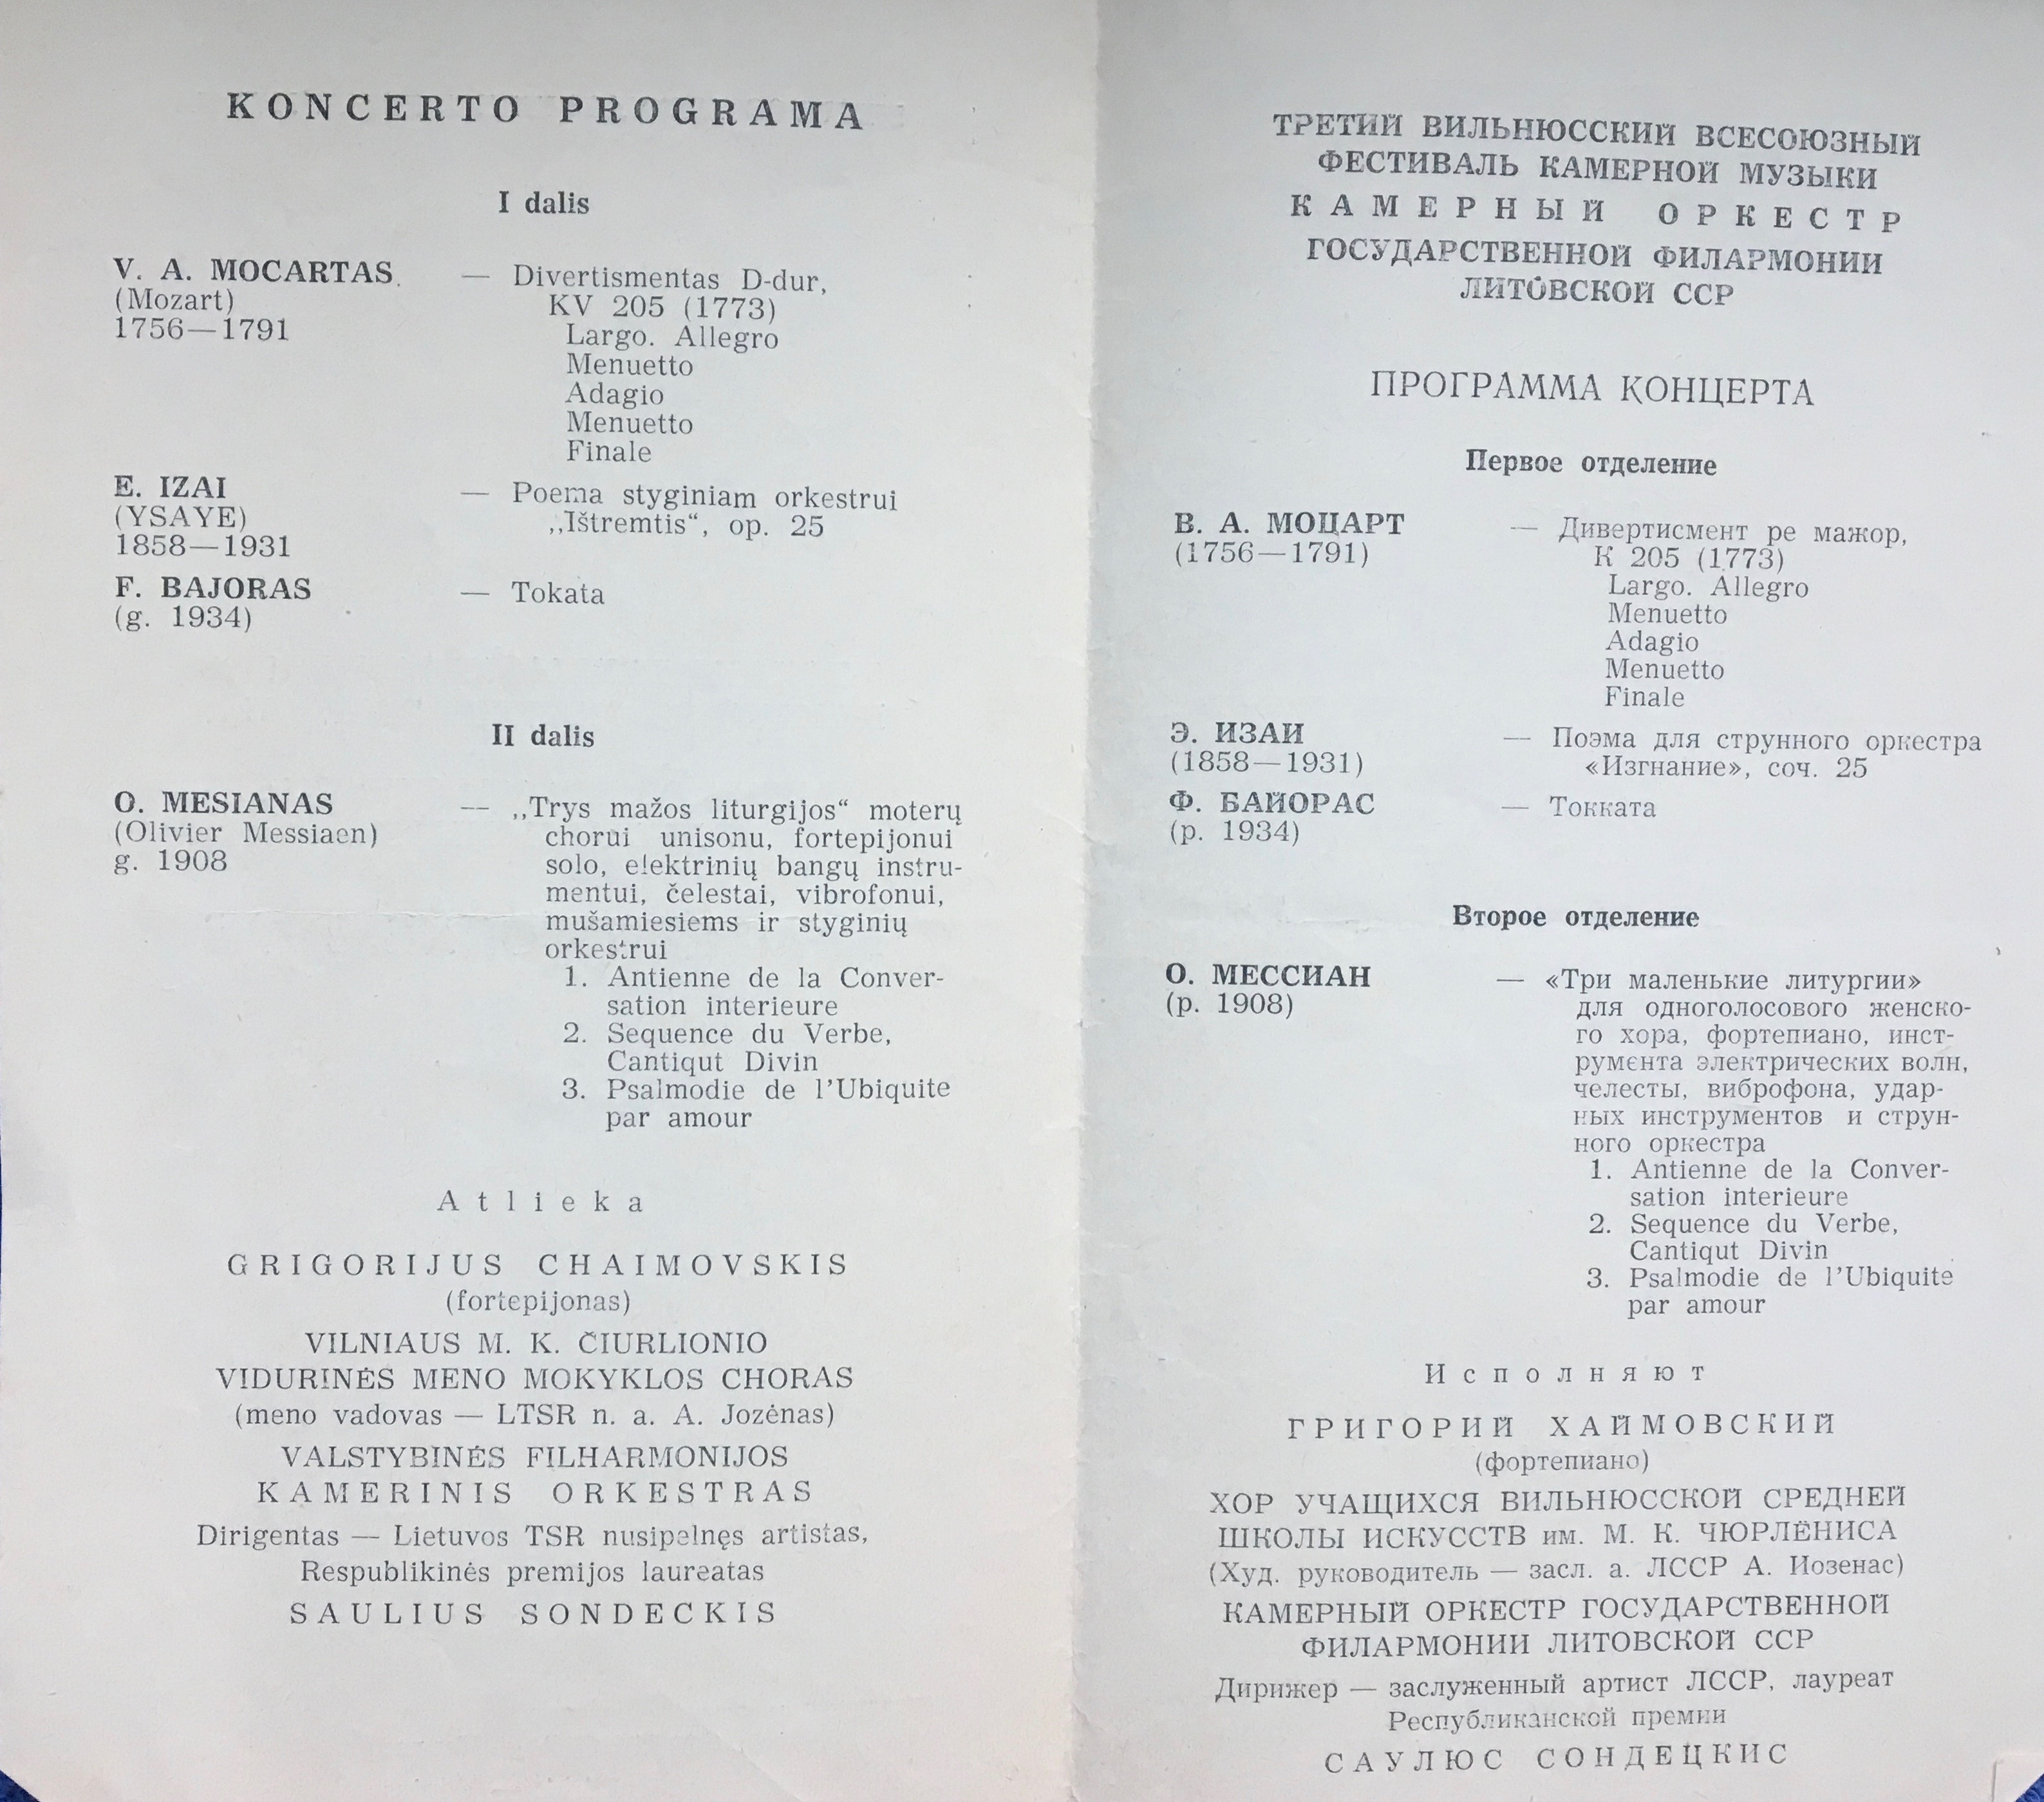 KONCERTO PROGRAMA
I dalis
V. A. MOCARTAS — Divertismentas D-dur,
(Mozart) KV 205 (1773)
1756—1791 Largo. Allegro
Menuetto
Adagio
Menuetto
Finale
E. IZAI — Poema styginiam orkestrui
(YSAYE) „Ištremtis“, op. 25
1858—1931
F. BAJORAS — Tokata
(g. 1934)
II dalis
O. MESIANAS — „Trys mažos liturgijos“ moterų
(Olivier Messiaen) chorui unisonu, fortepijonui
g. 1908 solo, elektrinių bangų instru-
mentui, čelestai, vibrofonui,
mušamiesiems ir styginių
orkestrui
1. Antienne de la Conver-
sation interieure
2. Sequence du Verbe,
Cantiqut Divin
3. Psalmodie de l’Ubiquite
par amour
Atlieka
GRIGORIJUS CHAIMOVSKIS
(fortepijonas)
VILNIAUS M. K. ČIURLIONIO
VIDURINĖS MENO MOKYKLOS CHORAS
(meno vadovas — LTSR n. a. A. Jozėnas)
VALSTYBINĖS FILHARMONIJOS
KAMERINIS ORKESTRAS
Dirigentas — Lietuvos TSR nusipelnęs artistas,
Respublikinės premijos laureatas
SAULIUS SONDECKIS
ТРЕТИЙ ВИЛЬНЮССКИЙ ВСЕСОЮЗНЫЙ
ФЕСТИВАЛЬ КАМЕРНОЙ МУЗЫКИ
КАМЕРНЫЙ ОРКЕСТР
ГОСУДАРСТВЕННОЙ ФИЛАРМОНИИ
ЛИТОВСКОЙ ССР
ПРОГРАММА КОНЦЕРТА
Первое отделение
В. А. МОЦАРТ — Дивертисмент ре мажор,
(1756—1791) К 205 (1773)
Largo. Allegro
Menuetto
Adagio
Menuetto
Finale
Э. ИЗАИ — Поэма для струнного оркестра
(1858—1931) «Изгнание», соч. 25
Ф. БАЙОРАС — Токката
(р. 1934)
Второе отделение
О. МЕССИАН — «Три маленькие литургии»
(р. 1908) для одноголосового женско-
го хора, фортепиано, инст-
румента электрических волн,
челесты, виброфона, удар-
ных инструментов и струн-
ного оркестра
1. Antienne de la Conver-
sation interieure
2. Sequence du Verbe,
Cantiqut Divin
3. Psalmodie de l’Ubiquite
par amour
Исполняют
ГРИГОРИЙ ХАЙМОВСКИЙ
(фортепиано)
ХОР УЧАЩИХСЯ ВИЛЬНЮССКОЙ СРЕДНЕЙ
ШКОЛЫ ИСКУССТВ им. М. К. ЧЮРЛЁНИСА
(Худ. руководитель — засл. а. ЛССР А. Иозенас)
КАМЕРНЫЙ ОРКЕСТР ГОСУДАРСТВЕННОЙ
ФИЛАРМОНИИ ЛИТОВСКОЙ ССР
Дирижер — заслуженный артист ЛССР, лауреат
Республиканской премии
САУЛЮС СОНДЕЦКИС